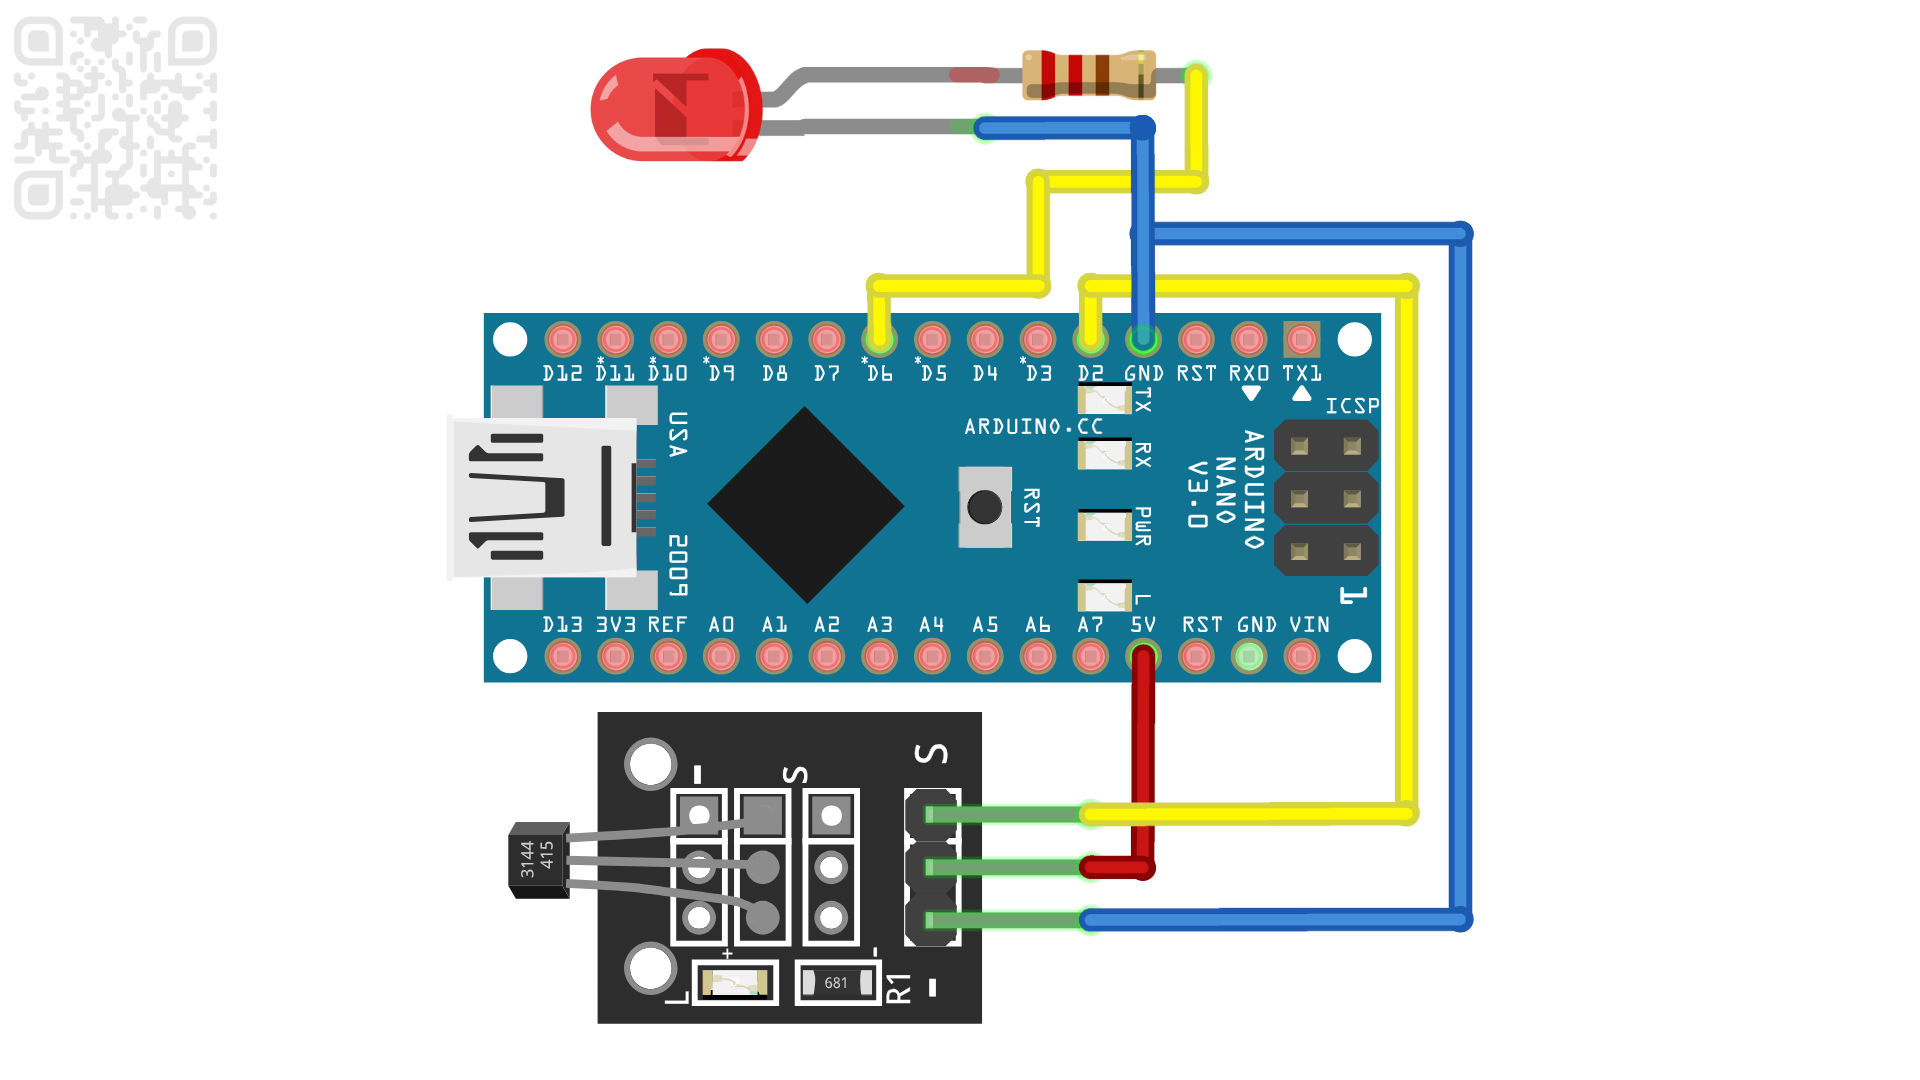 D12 *D11 *D10 *D9 D8 D7 *D6 *D5 D4 *D3 D2 GND RST RX0 TX1
ICSP
TX
ARDUINO.CC
USA
RX
ARDUINO
NANO
V3.0
RST
PWR
2009
L
1
D13 3V3 REF A0 A1 A2 A3 A4 A5 A6 A7 5V RST GND VIN
S
- S
3144
415
+ -
L
681
R1
-